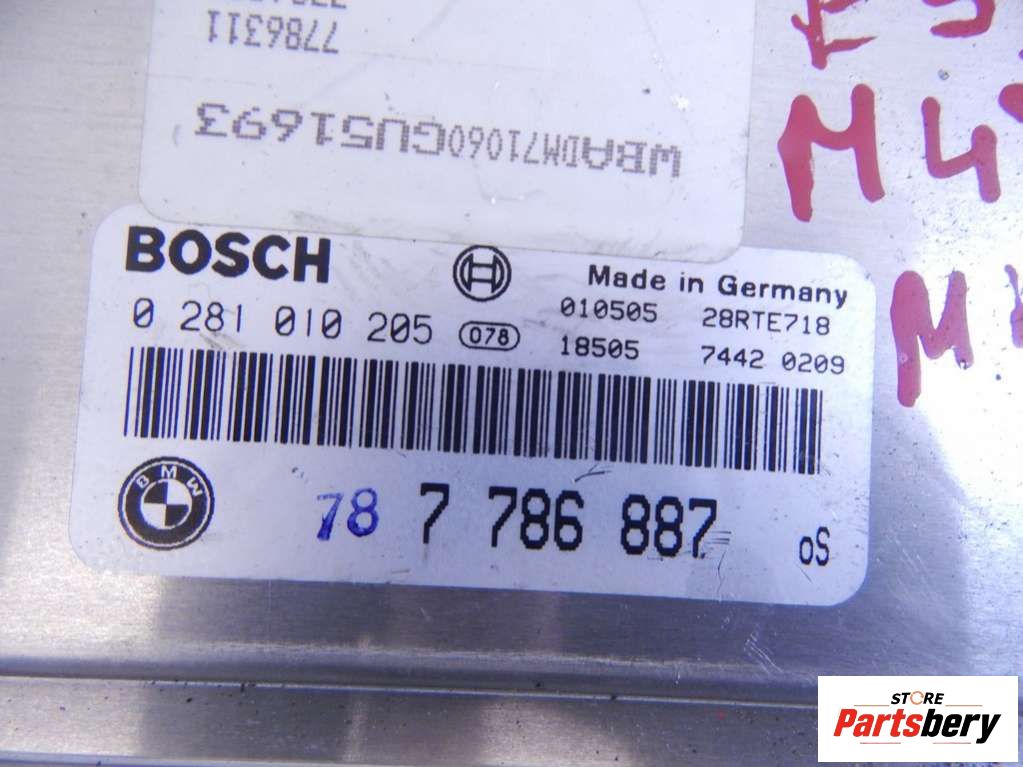 7786311
WBADM71060GU51693
BOSCH
Made in Germany
0 281 010 205 078
010505 28RTE718
18505 7442 0209
BMW
78 7 786 887 oS
STORE
Partsbery